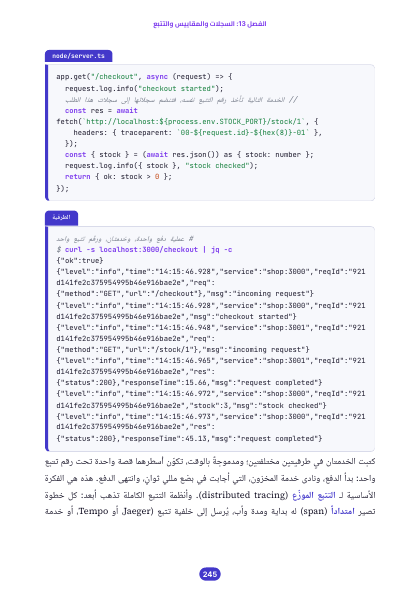 الفصل 13: السجلات والمقاييس والتتبع
node/server.ts
app.get("/checkout", async (request) => {
  request.log.info("checkout started");
  // الخدمة التالية تأخذ رقم التتبع نفسه، فتنضم سجلاتها إلى سجلات هذا الطلب
  const res = await
fetch(`http://localhost:${process.env.STOCK_PORT}/stock/1`, {
    headers: { traceparent: `00-${request.id}-${hex(8)}-01` },
  });
  const { stock } = (await res.json()) as { stock: number };
  request.log.info({ stock }, "stock checked");
  return { ok: stock > 0 };
});
الطرفية
# عملية دفع واحدة، وخدمتان، ورقم تتبع واحد
$ curl -s localhost:3000/checkout | jq -c
{"ok":true}
{"level":"info","time":"14:15:46.928","service":"shop:3000","reqId":"921
d141fe2c375954995b46e916bae2e","req":
{"method":"GET","url":"/checkout"},"msg":"incoming request"}
{"level":"info","time":"14:15:46.928","service":"shop:3000","reqId":"921
d141fe2c375954995b46e916bae2e","msg":"checkout started"}
{"level":"info","time":"14:15:46.948","service":"shop:3001","reqId":"921
d141fe2c375954995b46e916bae2e","req":
{"method":"GET","url":"/stock/1"},"msg":"incoming request"}
{"level":"info","time":"14:15:46.965","service":"shop:3001","reqId":"921
d141fe2c375954995b46e916bae2e","res":
{"status":200},"responseTime":15.66,"msg":"request completed"}
{"level":"info","time":"14:15:46.972","service":"shop:3000","reqId":"921
d141fe2c375954995b46e916bae2e","stock":3,"msg":"stock checked"}
{"level":"info","time":"14:15:46.973","service":"shop:3000","reqId":"921
d141fe2c375954995b46e916bae2e","res":
{"status":200},"responseTime":45.13,"msg":"request completed"}
كتبت الخدمتان في طرفيتين مختلفتين؛ ومدموجةً بالوقت، تكوّن أسطرهما قصة واحدة تحت رقم تتبع
واحد: بدأ الدفع، ونادى خدمة المخزون، التي أجابت في بضع مللي ثوانٍ، وانتهى الدفع. هذه هي الفكرة
الأساسية لـ التتبع الموزّع (distributed tracing). وأنظمة التتبع الكاملة تذهب أبعد: كل خطوة
تصير امتداداً (span) له بداية ومدة وأب، يُرسل إلى خلفية تتبع (Jaeger أو Tempo، أو خدمة
245